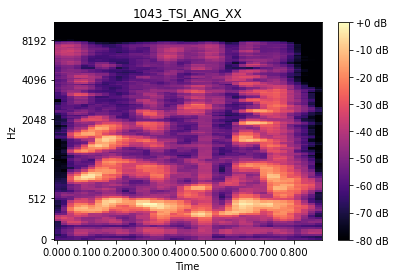 1043_TSI_ANG_XX
Hz
8192
4096
2048
1024
512
0
0.000 0.100 0.200 0.300 0.400 0.500 0.600 0.700 0.800
Time
+0 dB
-10 dB
-20 dB
-30 dB
-40 dB
-50 dB
-60 dB
-70 dB
-80 dB